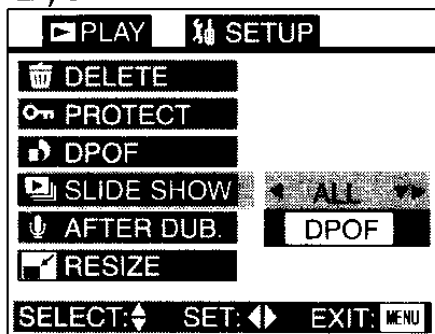 PLAY SETUP
DELETE
PROTECT
DPOF
SLIDE SHOW ALL
AFTER DUB. DPOF
RESIZE
SELECT: SET: EXIT: MENU